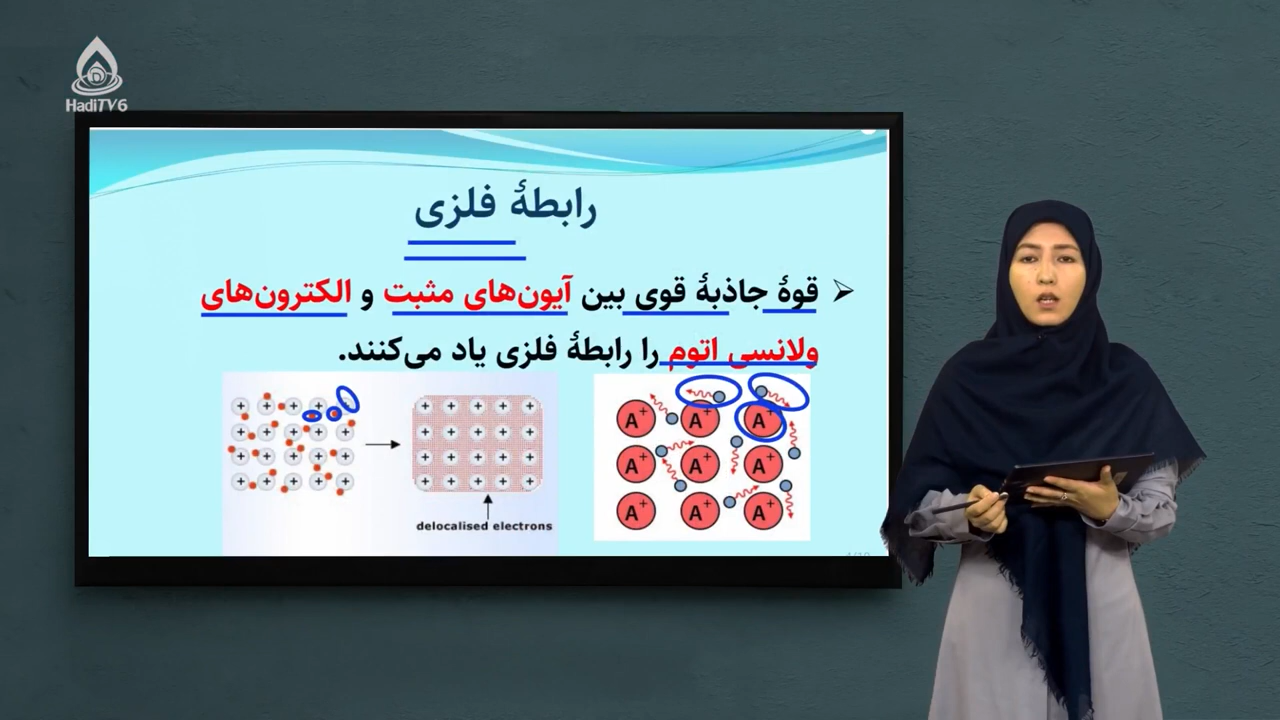 HadiTV6
رابطهٔ فلزی
قوهٔ جاذبهٔ قوی بین آیون‌های مثبت و الکترون‌های
ولانسی اتوم را رابطهٔ فلزی یاد می‌کنند.
+ + + + +
+ + + + +
+ + + + +
+ + + + +
+ + + + +
+ + + + +
+ + + + +
+ + + + +
delocalised electrons
A+ A+ A+
A+ A+ A+
A+ A+ A+